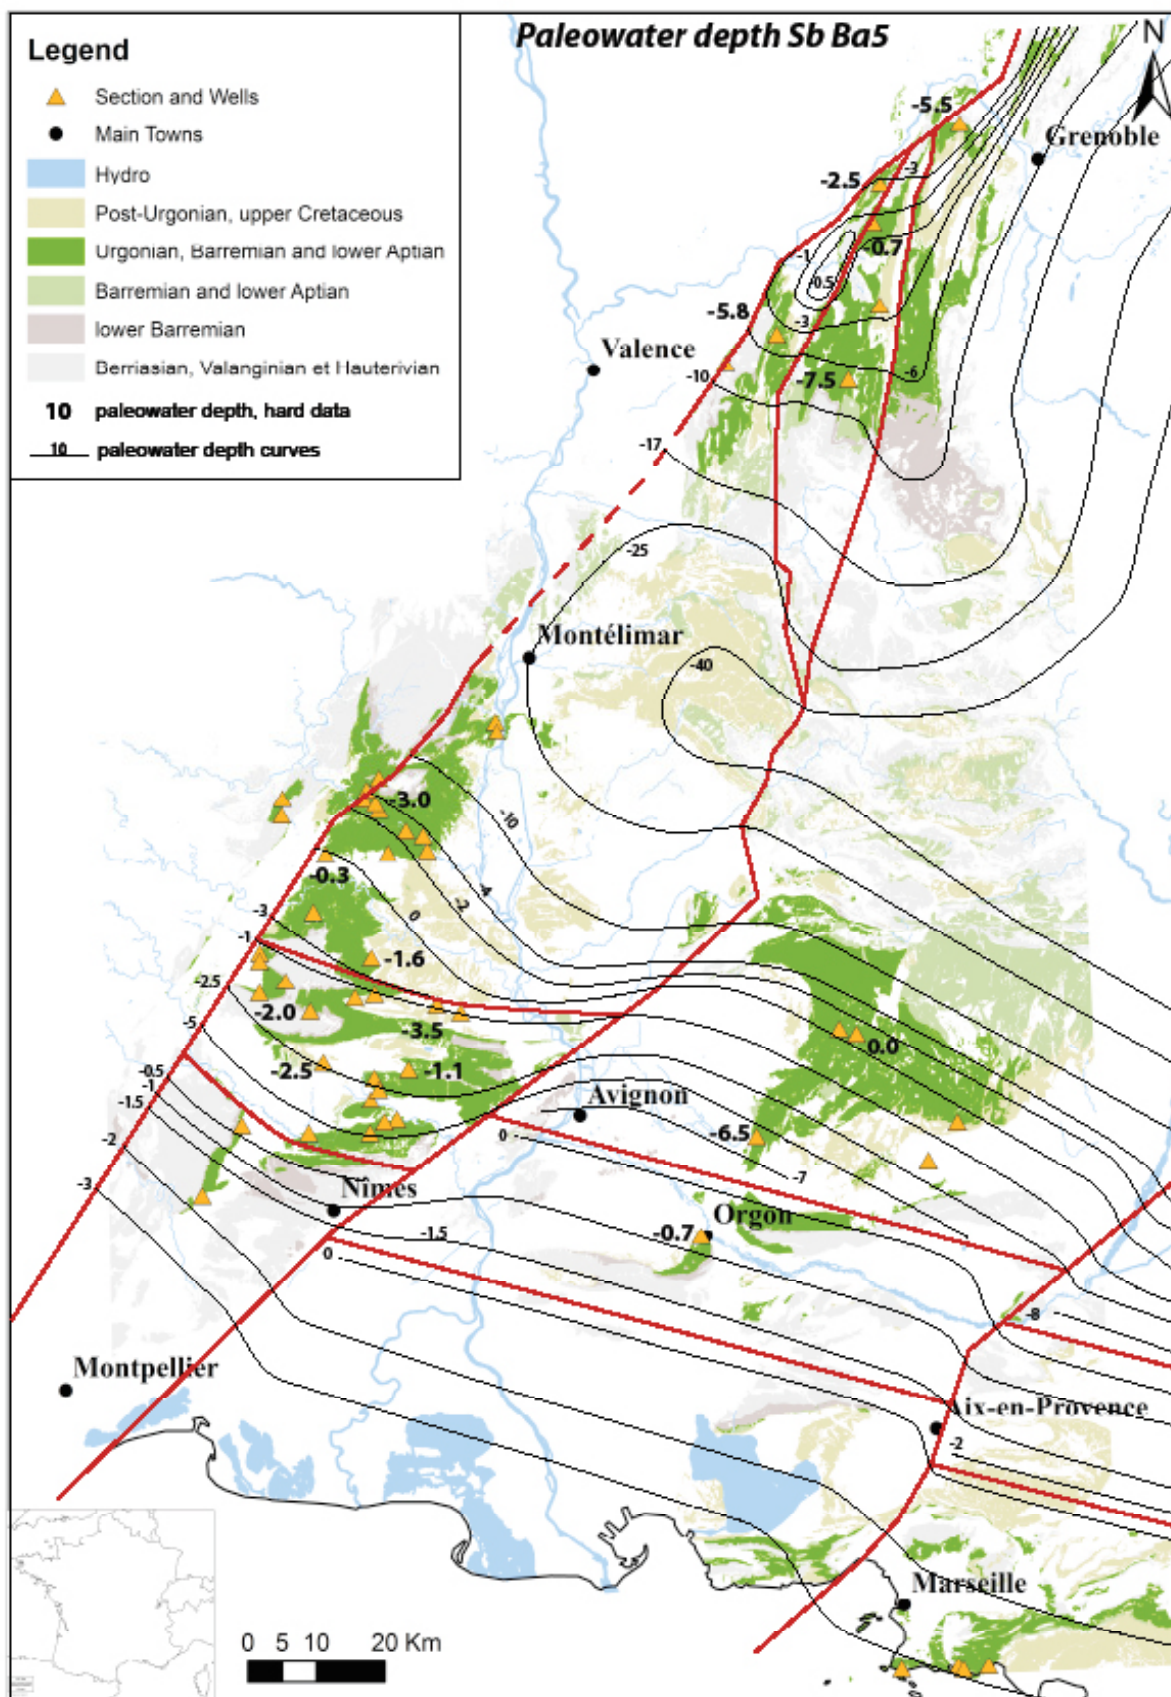 Paleowater depth Sb Ba5
N
Legend
Section and Wells
Main Towns
Hydro
Post-Urgonian, upper Cretaceous
Urgonian, Barremian and lower Aptian
Barremian and lower Aptian
lower Barremian
Berriasian, Valanginian et Hauterivian
10 paleowater depth, hard data
10 paleowater depth curves
-5.5
Grenoble
-3
-2.5
-0.7
-1
-0.5
-5.8
-3
Valence
-10
-7.5
-6
-17
-25
Montélimar
-40
-3.0
-10
-0.3
-4
-2
0
-3
-1
-1.6
-2.5
-2.0
-5
-3.5
0.0
-2.5
-1.1
-0.5
-1
-1.5
Avignon
-2
0
-6.5
-7
-3
Nîmes
Orgon
-0.7
-1.5
0
-8
Montpellier
Aix-en-Provence
-2
Marseille
0 5 10 20 Km